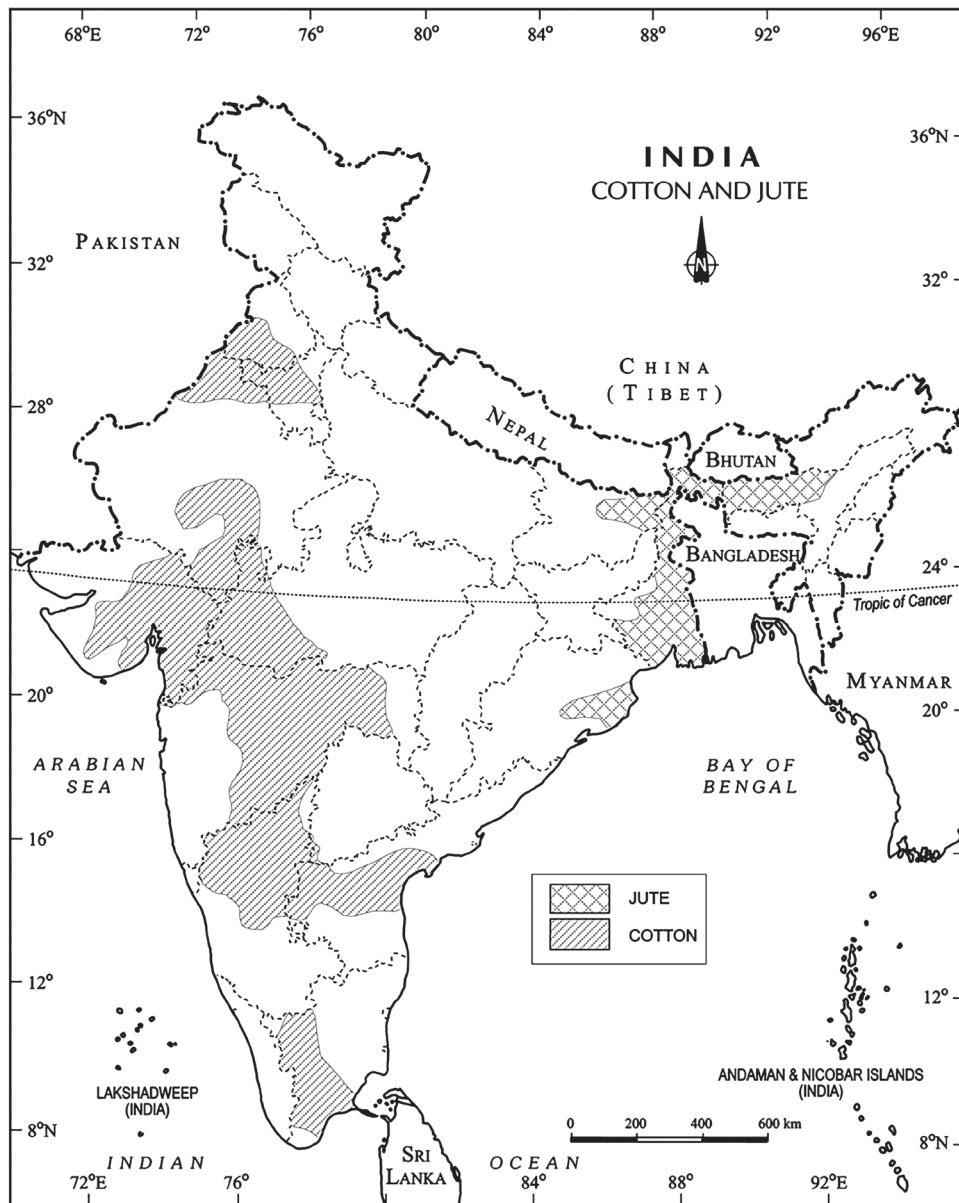 68°E 72° 76° 80° 84° 88° 92° 96°E
36°N
36°N
INDIA
COTTON AND JUTE
N
PAKISTAN
32°
32°
CHINA
(TIBET)
28°
28°
NEPAL
BHUTAN
BANGLADESH
24°
24°
Tropic of Cancer
MYANMAR
20°
20°
ARABIAN
SEA
BAY OF
BENGAL
16°
JUTE
COTTON
12°
12°
LAKSHADWEEP
(INDIA)
ANDAMAN & NICOBAR ISLANDS
(INDIA)
0 200 400 600 km
8°N
8°N
SRI
LANKA
INDIAN OCEAN
72°E 76° 84° 88° 92°E